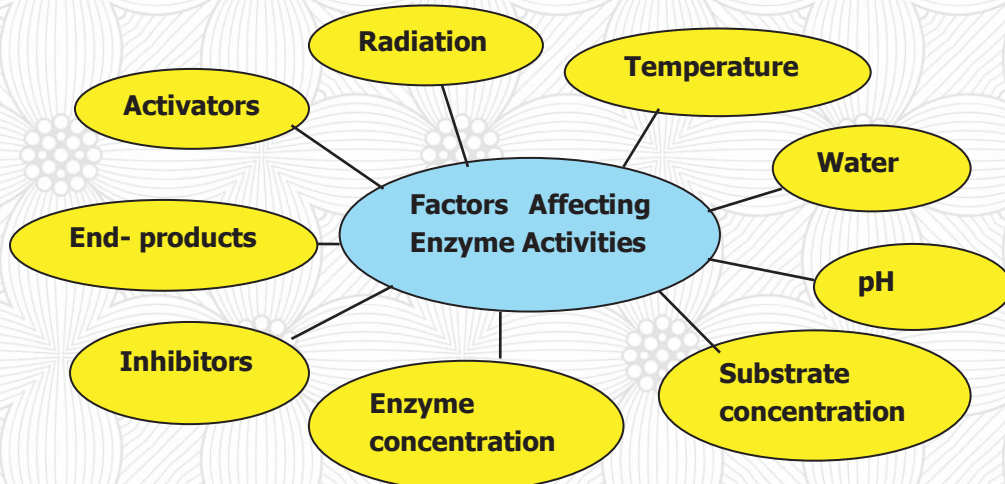 Radiation
Temperature
Activators
Water
Factors Affecting
Enzyme Activities
End- products
pH
Inhibitors
Substrate
concentration
Enzyme
concentration